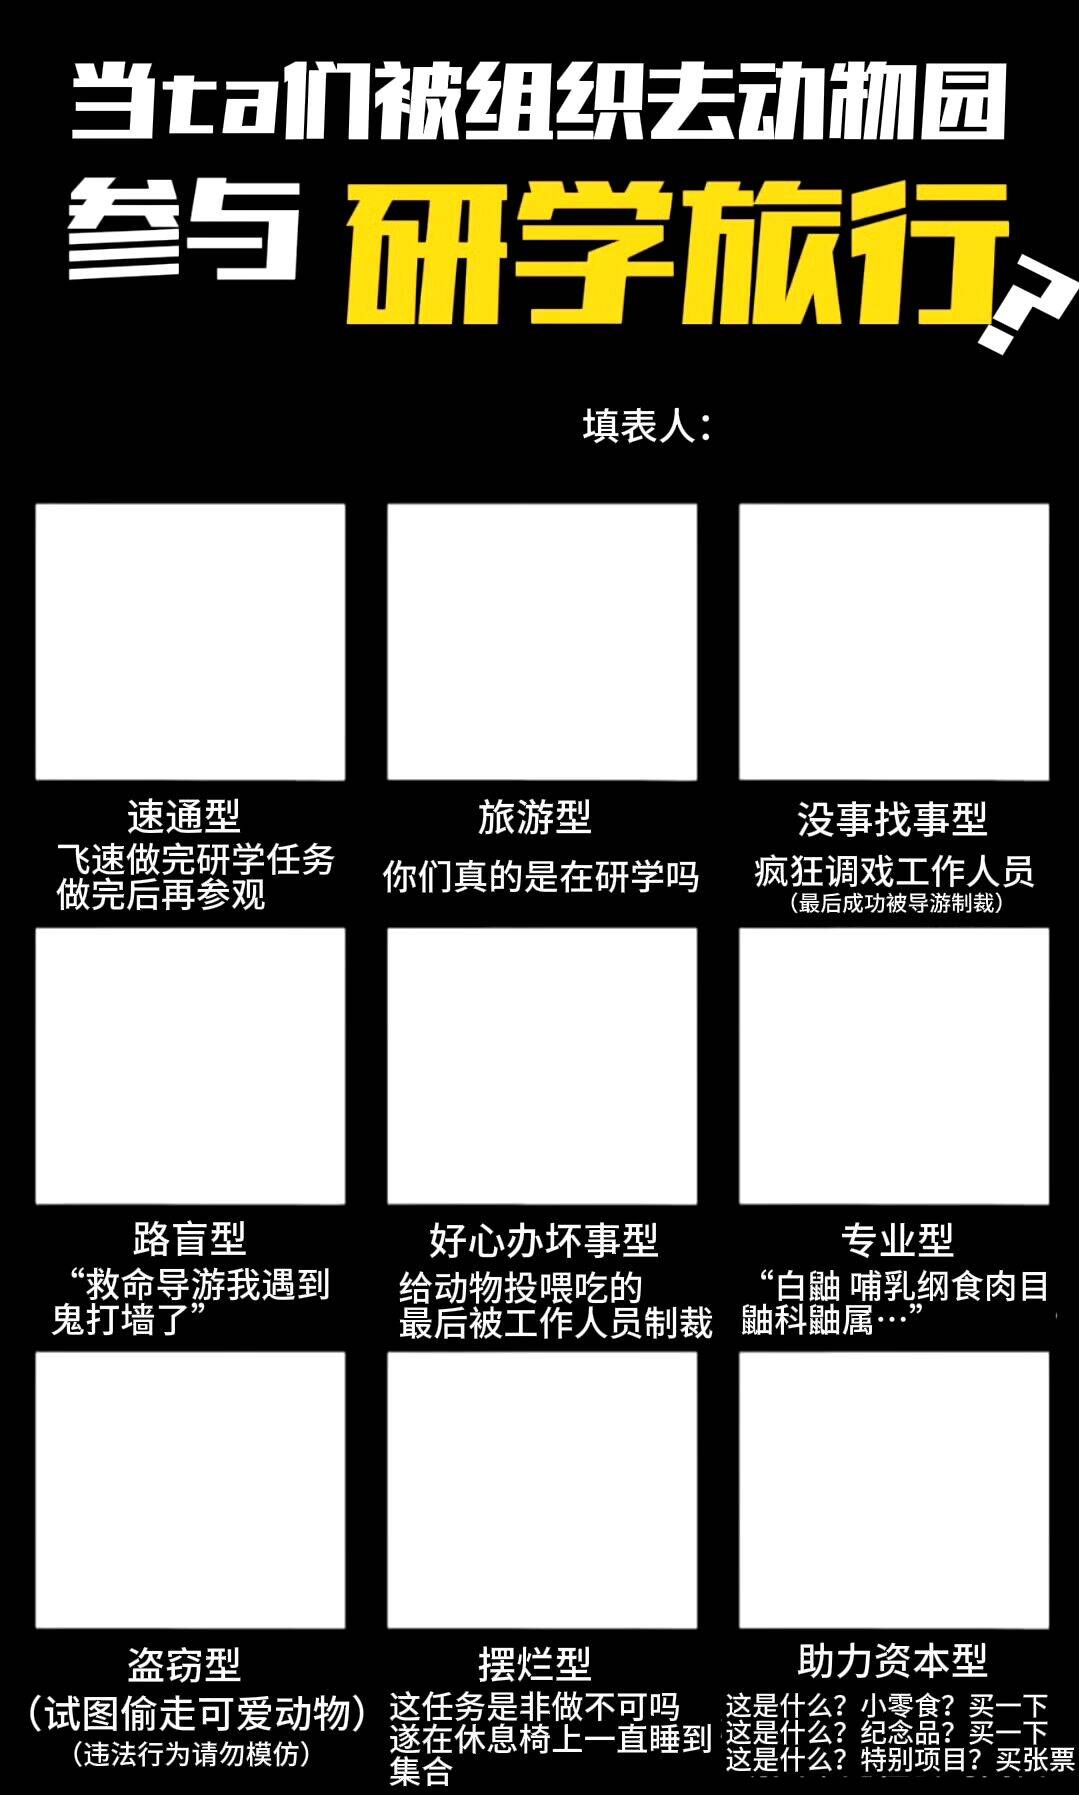 当ta们被组织去动物园
参与 研学旅行?
填表人：
速通型
飞速做完研学任务
做完后再参观
旅游型
你们真的是在研学吗
没事找事型
疯狂调戏工作人员
（最后成功被导游制裁）
路盲型
“救命导游我遇到
鬼打墙了”
好心办坏事型
给动物投喂吃的
最后被工作人员制裁
专业型
“白鼬 哺乳纲食肉目
鼬科鼬属…”
盗窃型
（试图偷走可爱动物）
（违法行为请勿模仿）
摆烂型
这任务是非做不可吗
遂在休息椅上一直睡到
集合
助力资本型
这是什么？小零食？买一下
这是什么？纪念品？买一下
这是什么？特别项目？买张票